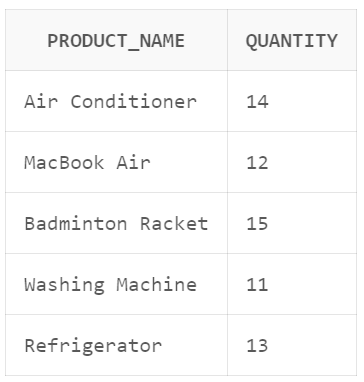 PRODUCT_NAME QUANTITY
Air Conditioner 14
MacBook Air 12
Badminton Racket 15
Washing Machine 11
Refrigerator 13